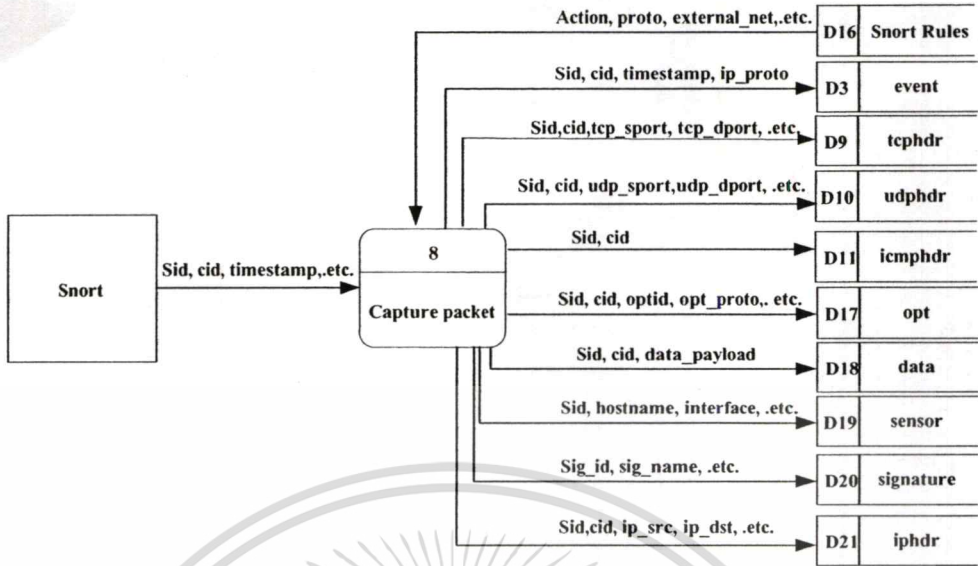 Action, proto, external_net,.etc.
D16 Snort Rules
Sid, cid, timestamp, ip_proto
D3 event
Sid,cid,tcp_sport, tcp_dport, .etc.
D9 tcphdr
Sid, cid, udp_sport,udp_dport, .etc.
D10 udphdr
Sid, cid
D11 icmphdr
Snort
Sid, cid, timestamp,.etc.
8
Capture packet
Sid, cid, optid, opt_proto,. etc.
D17 opt
Sid, cid, data_payload
D18 data
Sid, hostname, interface, .etc.
D19 sensor
Sig_id, sig_name, .etc.
D20 signature
Sid,cid, ip_src, ip_dst, .etc.
D21 iphdr